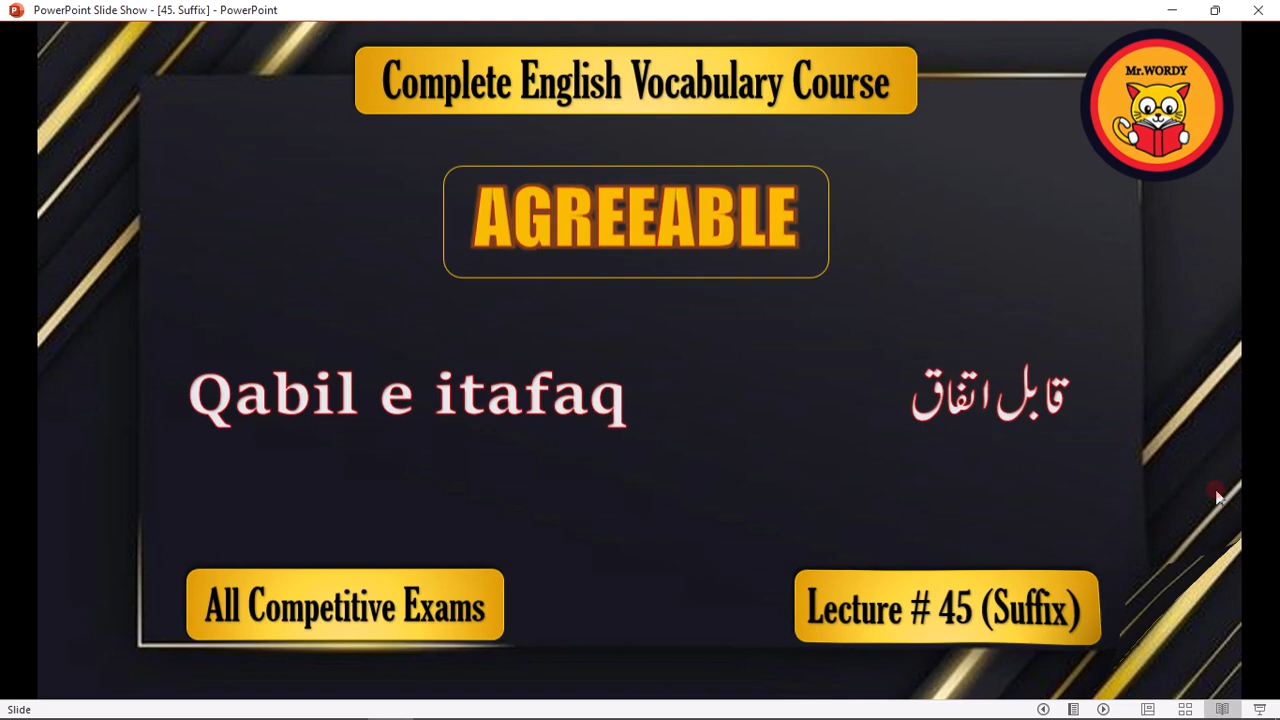 PowerPoint Slide Show - [45. Suffix] - PowerPoint
Complete English Vocabulary Course
Mr.WORDY
AGREEABLE
Qabil e itafaq
قابل اتفاق
All Competitive Exams
Lecture # 45 (Suffix)
Slide